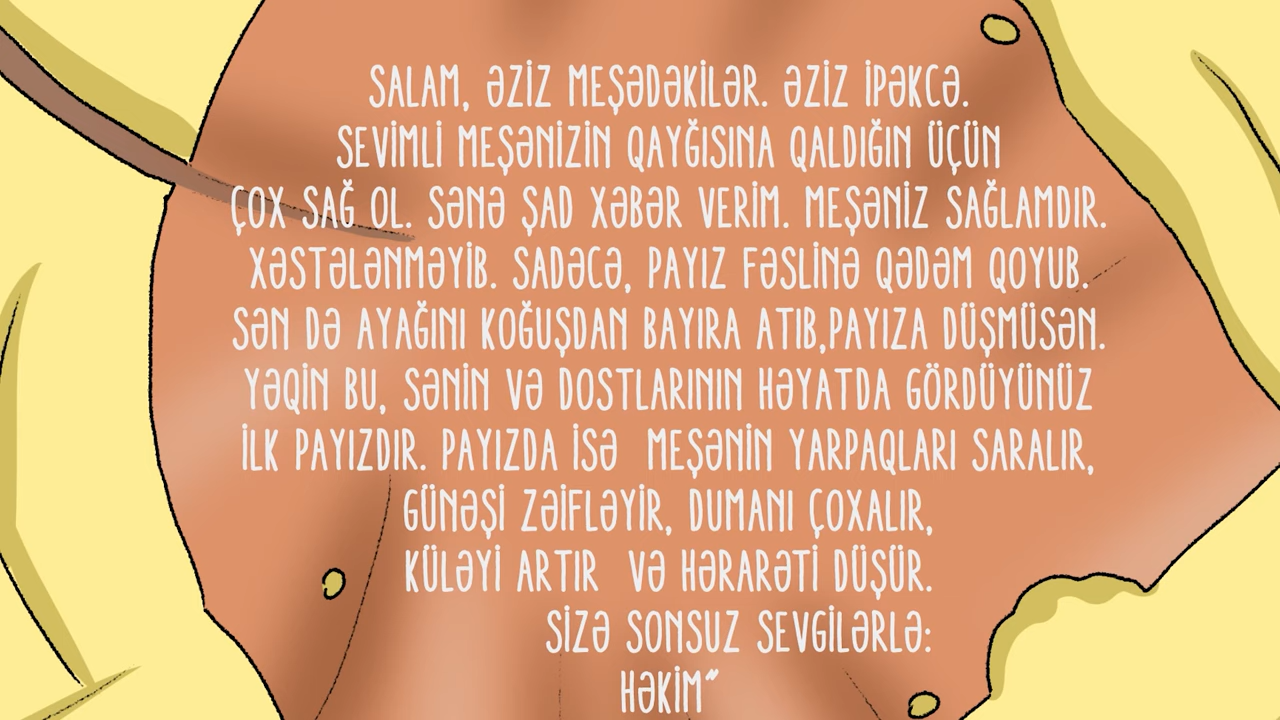 SALAM, ƏZİZ MEŞƏDƏKİLƏR. ƏZİZ İPƏKCƏ.
SEVİMLİ MEŞƏNİZİN QAYĞISINA QALDIĞIN ÜÇÜN
ÇOX SAĞ OL. SƏNƏ ŞAD XƏBƏR VERİM. MEŞƏNİZ SAĞLAMDIR.
XƏSTƏLƏNMƏYİB. SADƏCƏ, PAYIZ FƏSLİNƏ QƏDƏM QOYUB.
SƏN DƏ AYAĞINI KOĞUŞDAN BAYIRA ATIB,PAYIZA DÜŞMÜSƏN.
YƏQİN BU, SƏNİN VƏ DOSTLARININ HƏYATDA GÖRDÜYÜNÜZ
İLK PAYIZDIR. PAYIZDA İSƏ MEŞƏNİN YARPAQLARI SARALIR,
GÜNƏŞİ ZƏİFLƏYİR, DUMANI ÇOXALIR,
KÜLƏYİ ARTIR VƏ HƏRARƏTİ DÜŞÜR.
SİZƏ SONSUZ SEVGİLƏRLƏ:
HƏKİM"